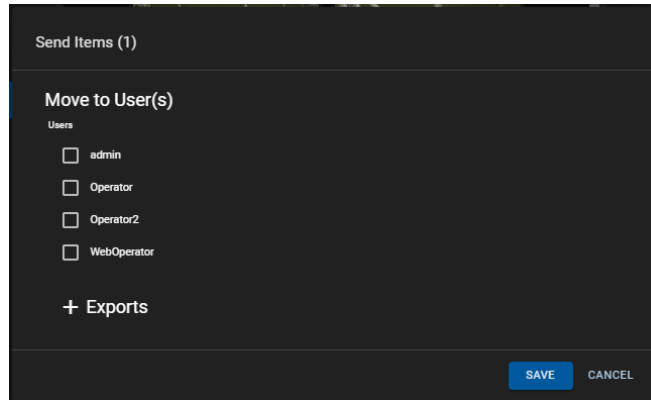 Send Items (1)
Move to User(s)
Users
admin
Operator
Operator2
WebOperator
+ Exports
SAVE CANCEL